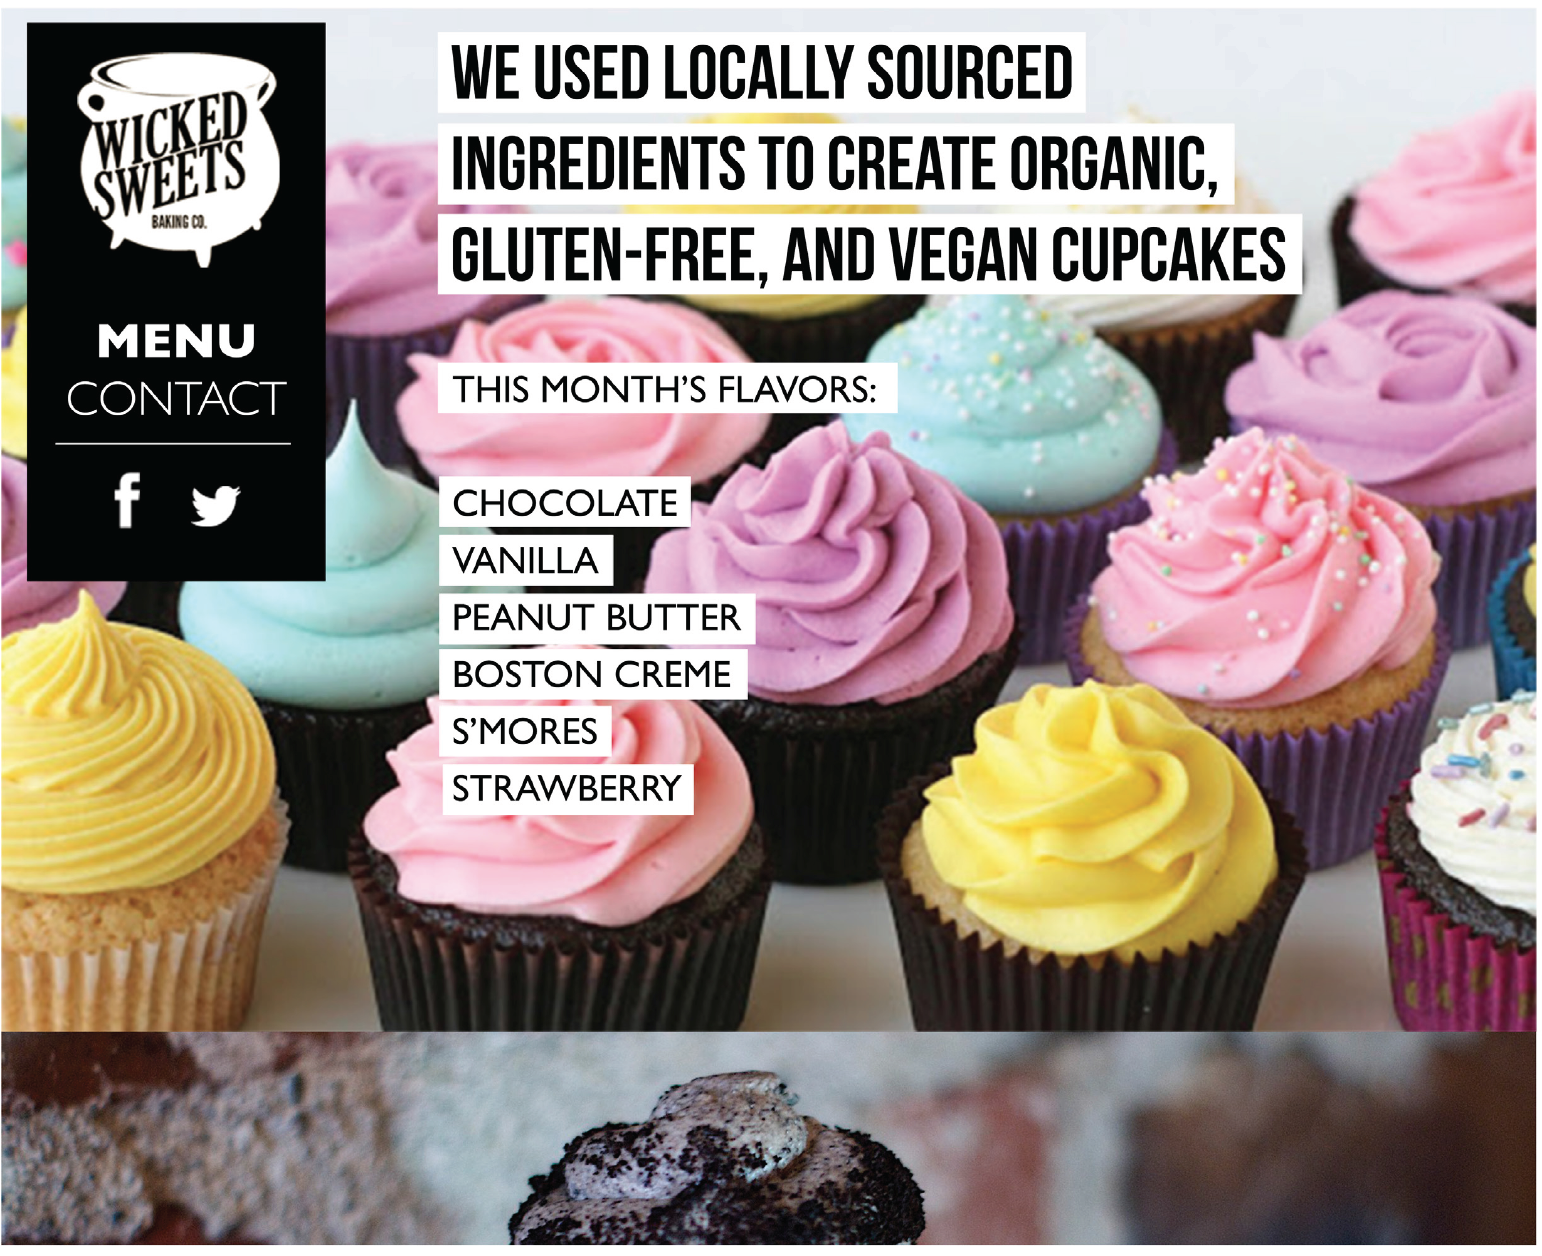 WICKED
SWEETS
BAKING CO.
MENU
CONTACT
WE USED LOCALLY SOURCED
INGREDIENTS TO CREATE ORGANIC,
GLUTEN-FREE, AND VEGAN CUPCAKES
THIS MONTH’S FLAVORS:
CHOCOLATE
VANILLA
PEANUT BUTTER
BOSTON CREME
S’MORES
STRAWBERRY